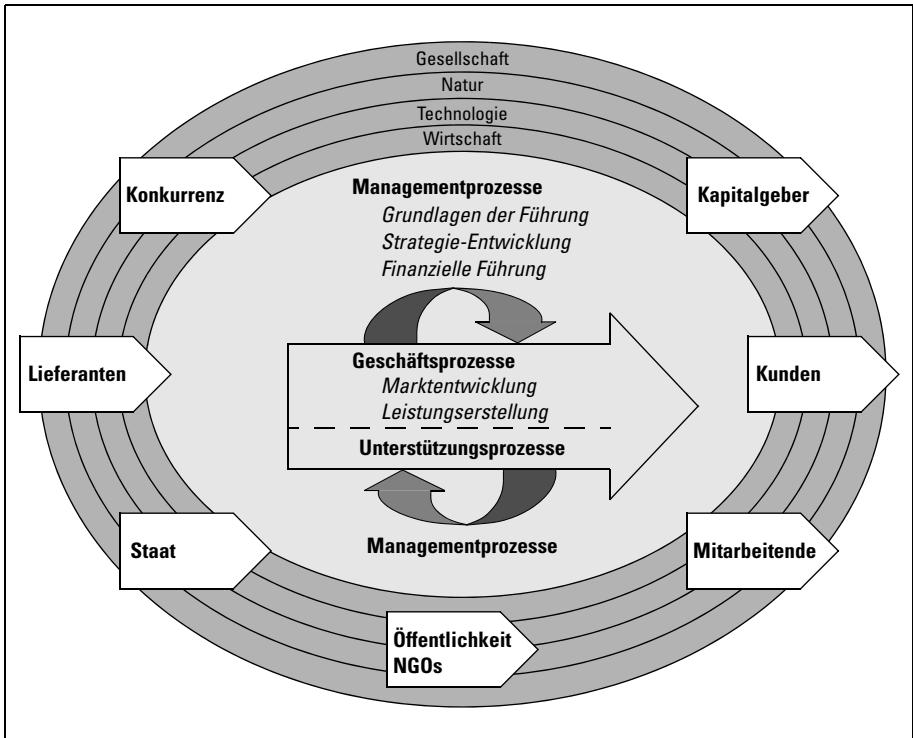 Gesellschaft
Natur
Technologie
Wirtschaft
Konkurrenz
Kapitalgeber
Managementprozesse
Grundlagen der Führung
Strategie-Entwicklung
Finanzielle Führung
Lieferanten
Geschäftsprozesse
Marktentwicklung
Leistungserstellung
Unterstützungsprozesse
Kunden
Staat
Managementprozesse
Mitarbeitende
Öffentlichkeit
NGOs